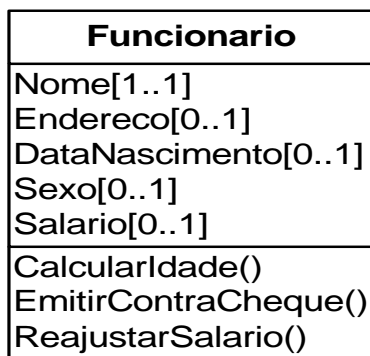 Funcionario
Nome[1..1]
Endereco[0..1]
DataNascimento[0..1]
Sexo[0..1]
Salario[0..1]
CalcularIdade()
EmitirContraCheque()
ReajustarSalario()